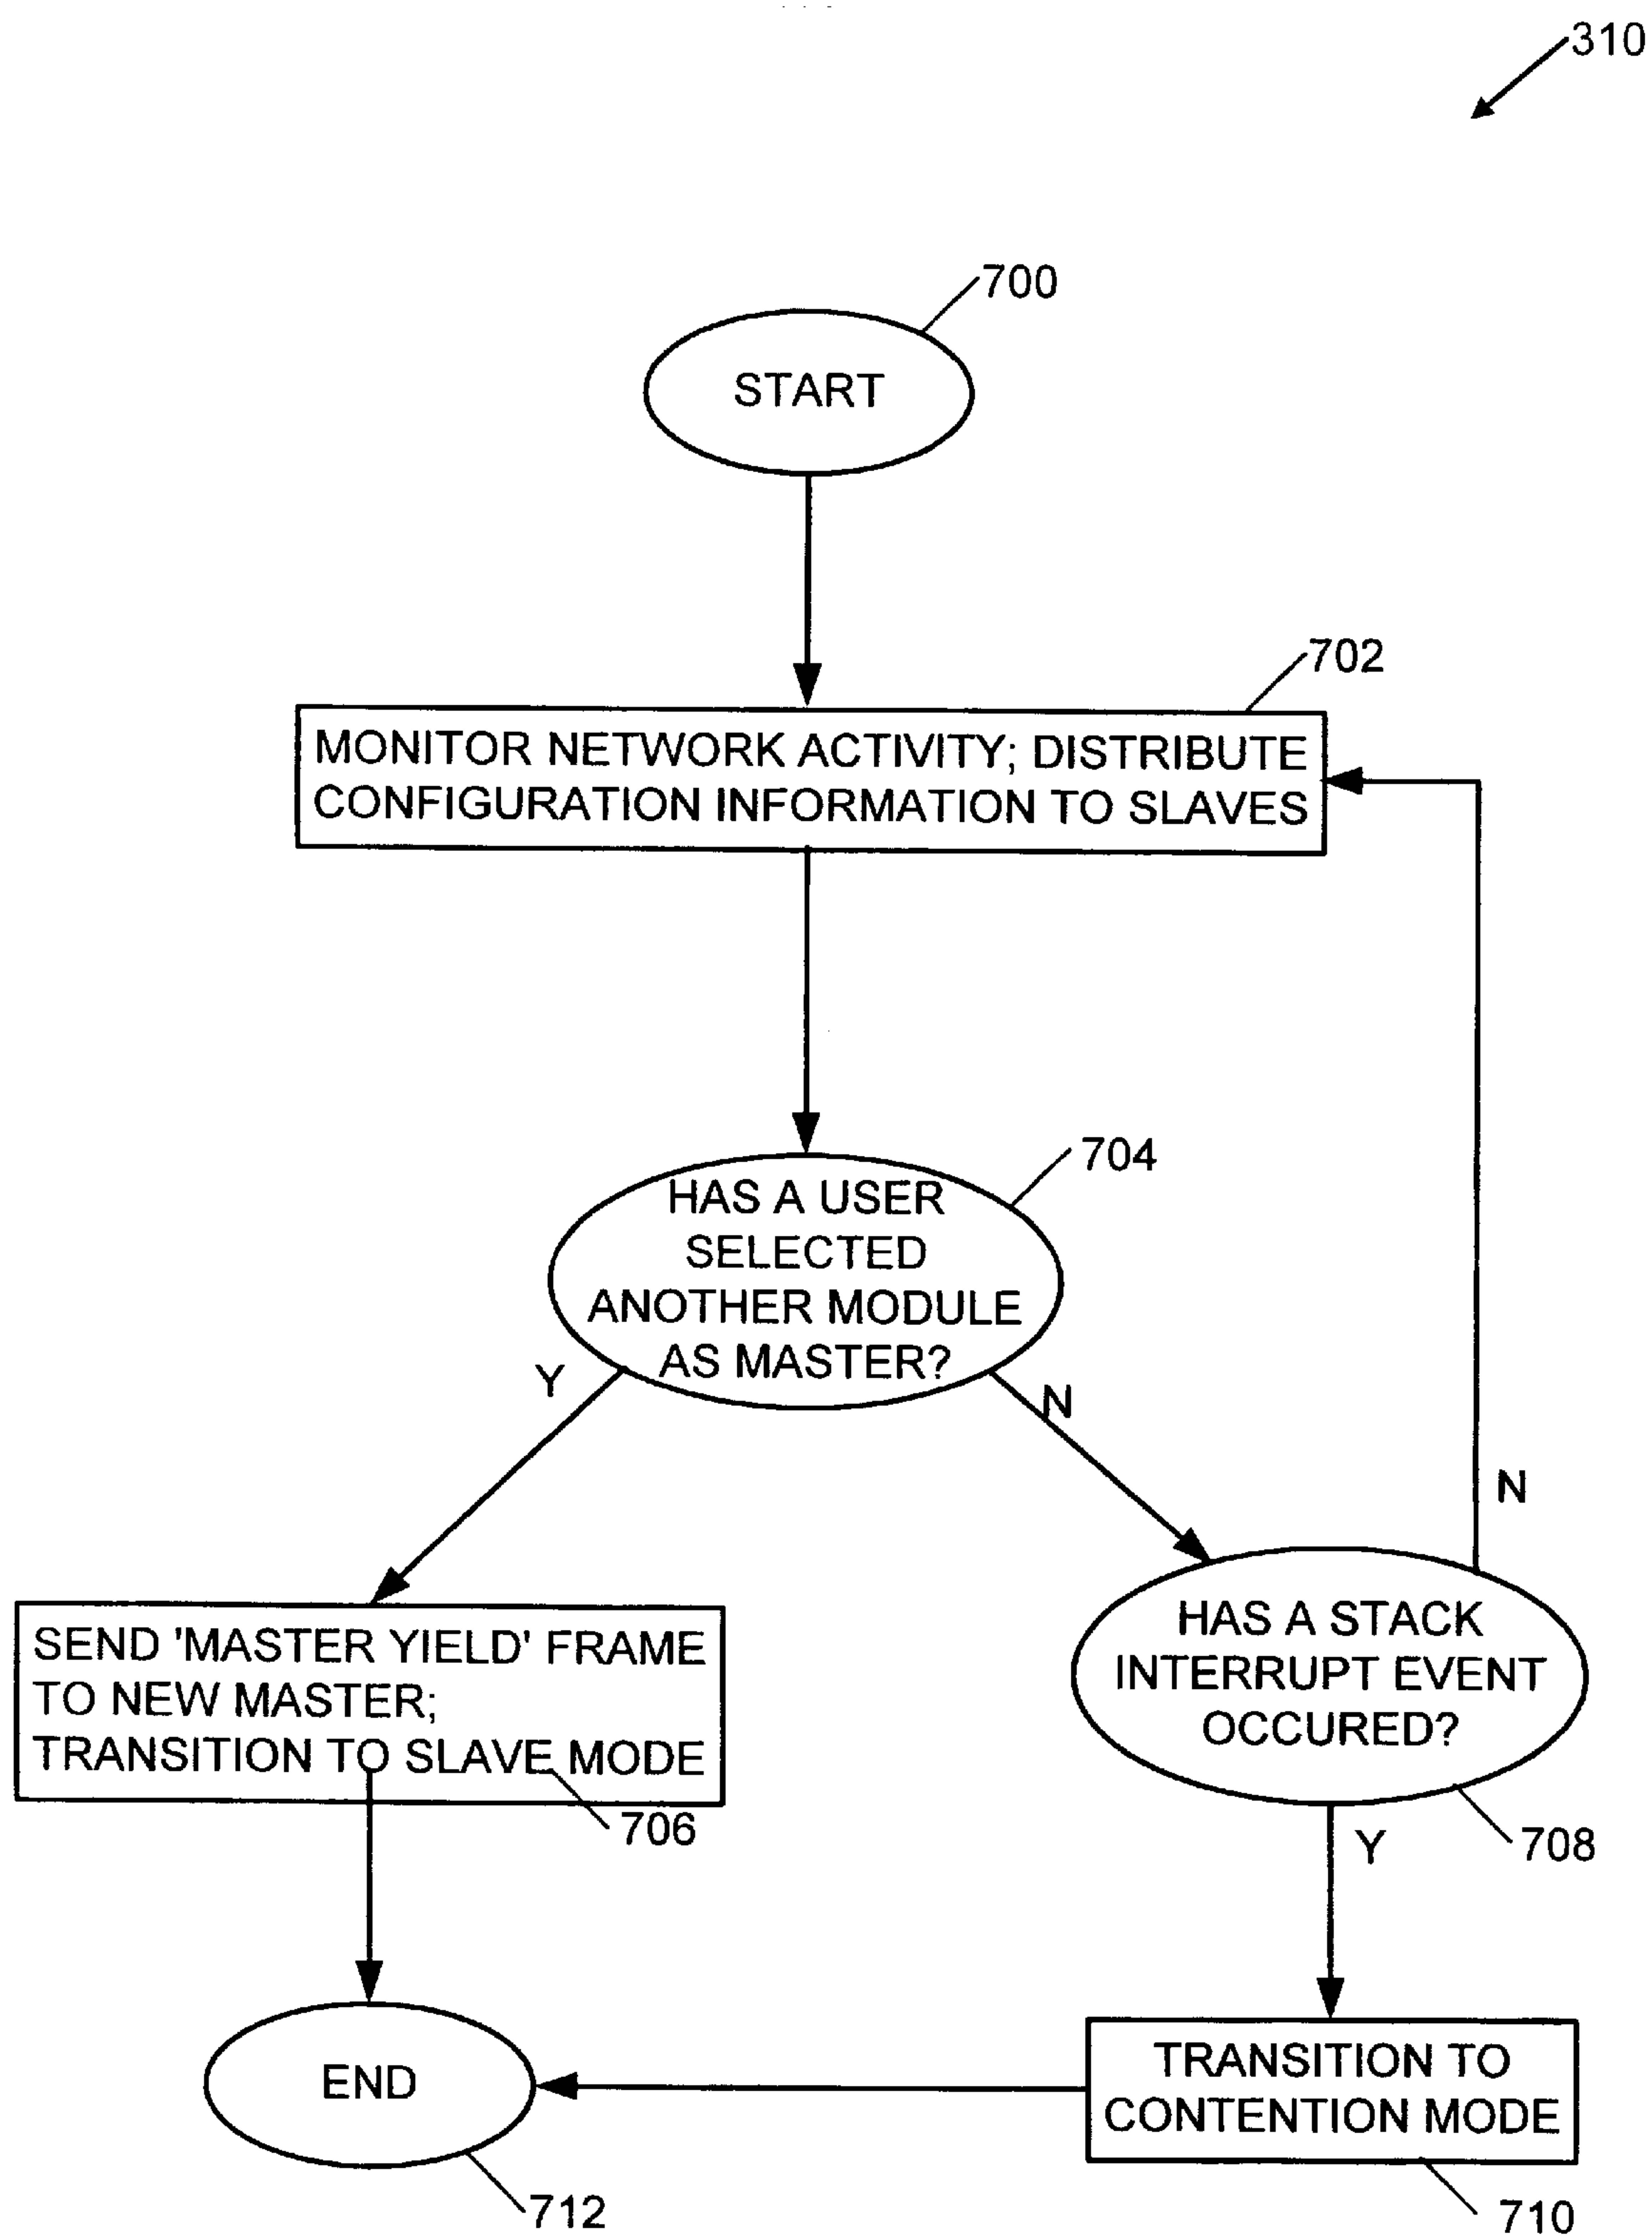 310
700
START
702
MONITOR NETWORK ACTIVITY; DISTRIBUTE
CONFIGURATION INFORMATION TO SLAVES
704
HAS A USER
SELECTED
ANOTHER MODULE
AS MASTER?
Y
N
N
SEND 'MASTER YIELD' FRAME
TO NEW MASTER;
TRANSITION TO SLAVE MODE
706
HAS A STACK
INTERRUPT EVENT
OCCURED?
708
Y
END
712
TRANSITION TO
CONTENTION MODE
710